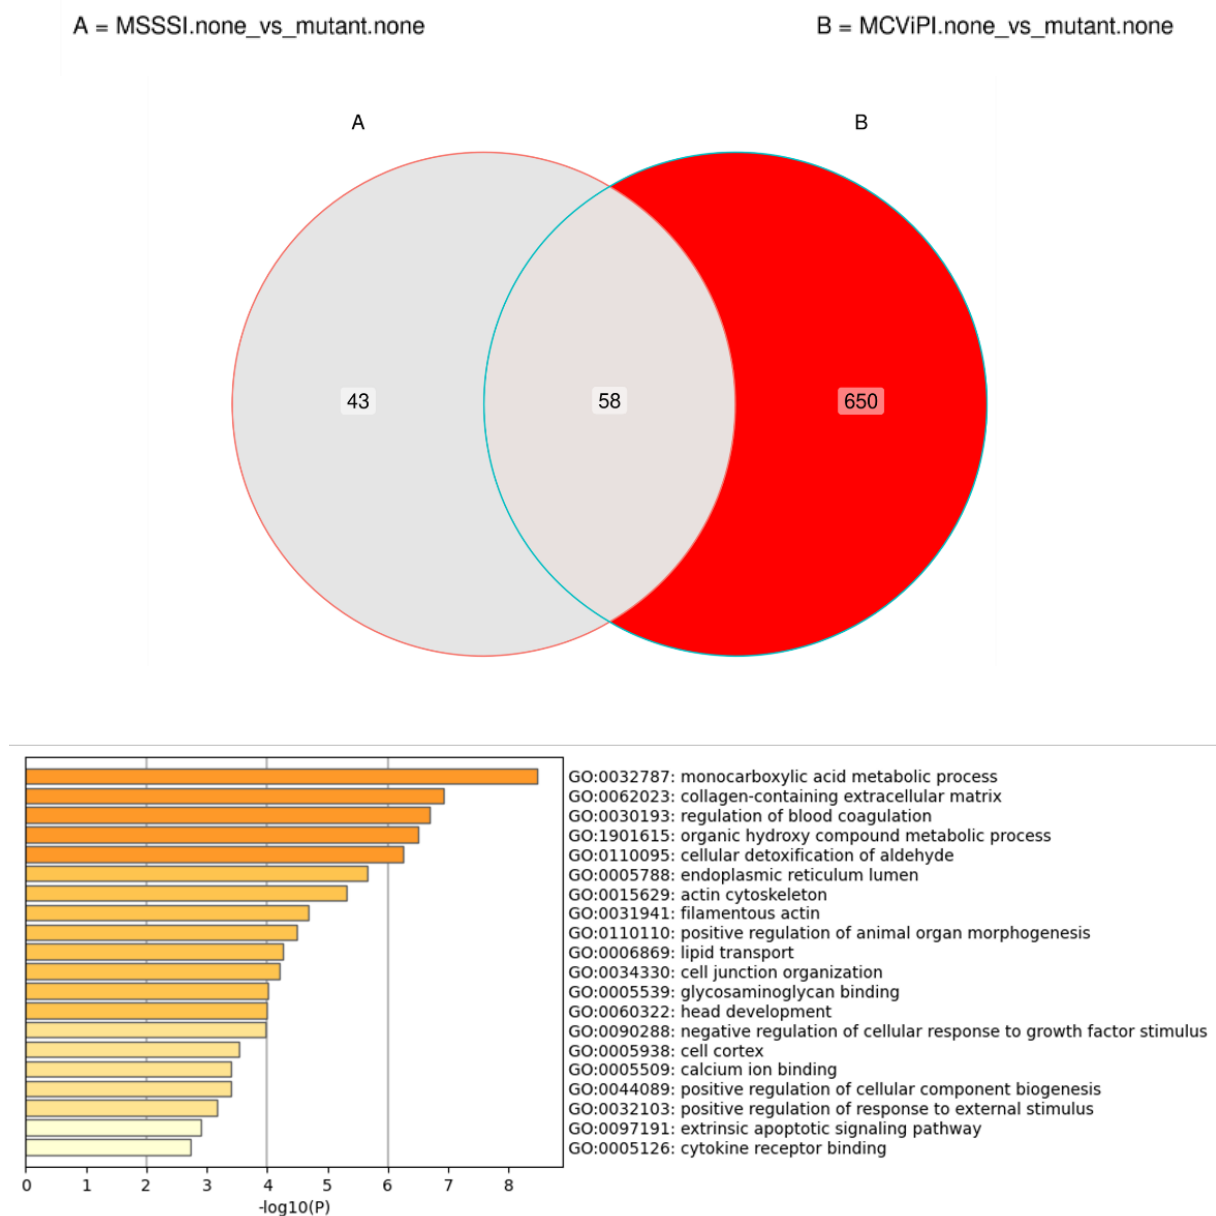 A = MSSSI.none_vs_mutant.none
B = MCViPI.none_vs_mutant.none
A
B
43
58
650
GO:0032787: monocarboxylic acid metabolic process
GO:0062023: collagen-containing extracellular matrix
GO:0030193: regulation of blood coagulation
GO:1901615: organic hydroxy compound metabolic process
GO:0110095: cellular detoxification of aldehyde
GO:0005788: endoplasmic reticulum lumen
GO:0015629: actin cytoskeleton
GO:0031941: filamentous actin
GO:0110110: positive regulation of animal organ morphogenesis
GO:0006869: lipid transport
GO:0034330: cell junction organization
GO:0005539: glycosaminoglycan binding
GO:0060322: head development
GO:0090288: negative regulation of cellular response to growth factor stimulus
GO:0005938: cell cortex
GO:0005509: calcium ion binding
GO:0044089: positive regulation of cellular component biogenesis
GO:0032103: positive regulation of response to external stimulus
GO:0097191: extrinsic apoptotic signaling pathway
GO:0005126: cytokine receptor binding
0 1 2 3 4 5 6 7 8
-log10(P)